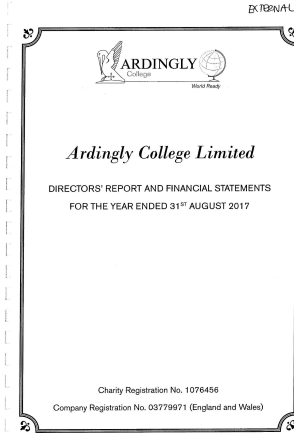 EXTERNAL
ARDINGLY
College
World Ready
Ardingly College Limited
DIRECTORS' REPORT AND FINANCIAL STATEMENTS
FOR THE YEAR ENDED 31ST AUGUST 2017
Charity Registration No. 1076456
Company Registration No. 03779971 (England and Wales)